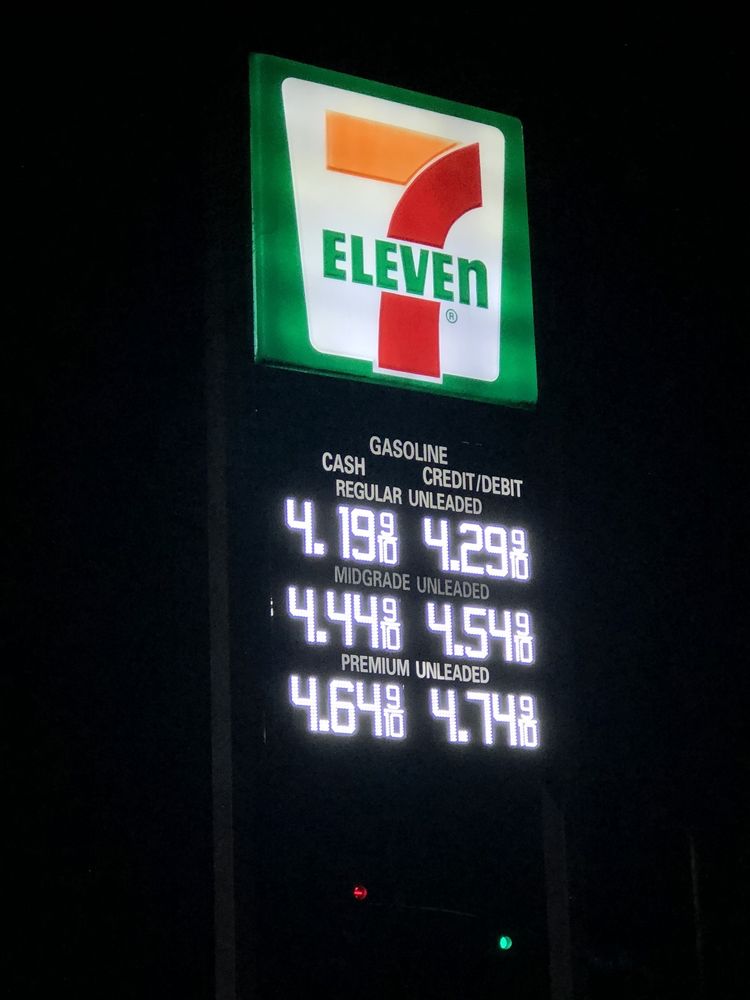 7
ELEVEn
®
GASOLINE
CASH CREDIT/DEBIT
REGULAR UNLEADED
4.19 9/10 4.29 9/10
MIDGRADE UNLEADED
4.44 9/10 4.54 9/10
PREMIUM UNLEADED
4.64 9/10 4.74 9/10